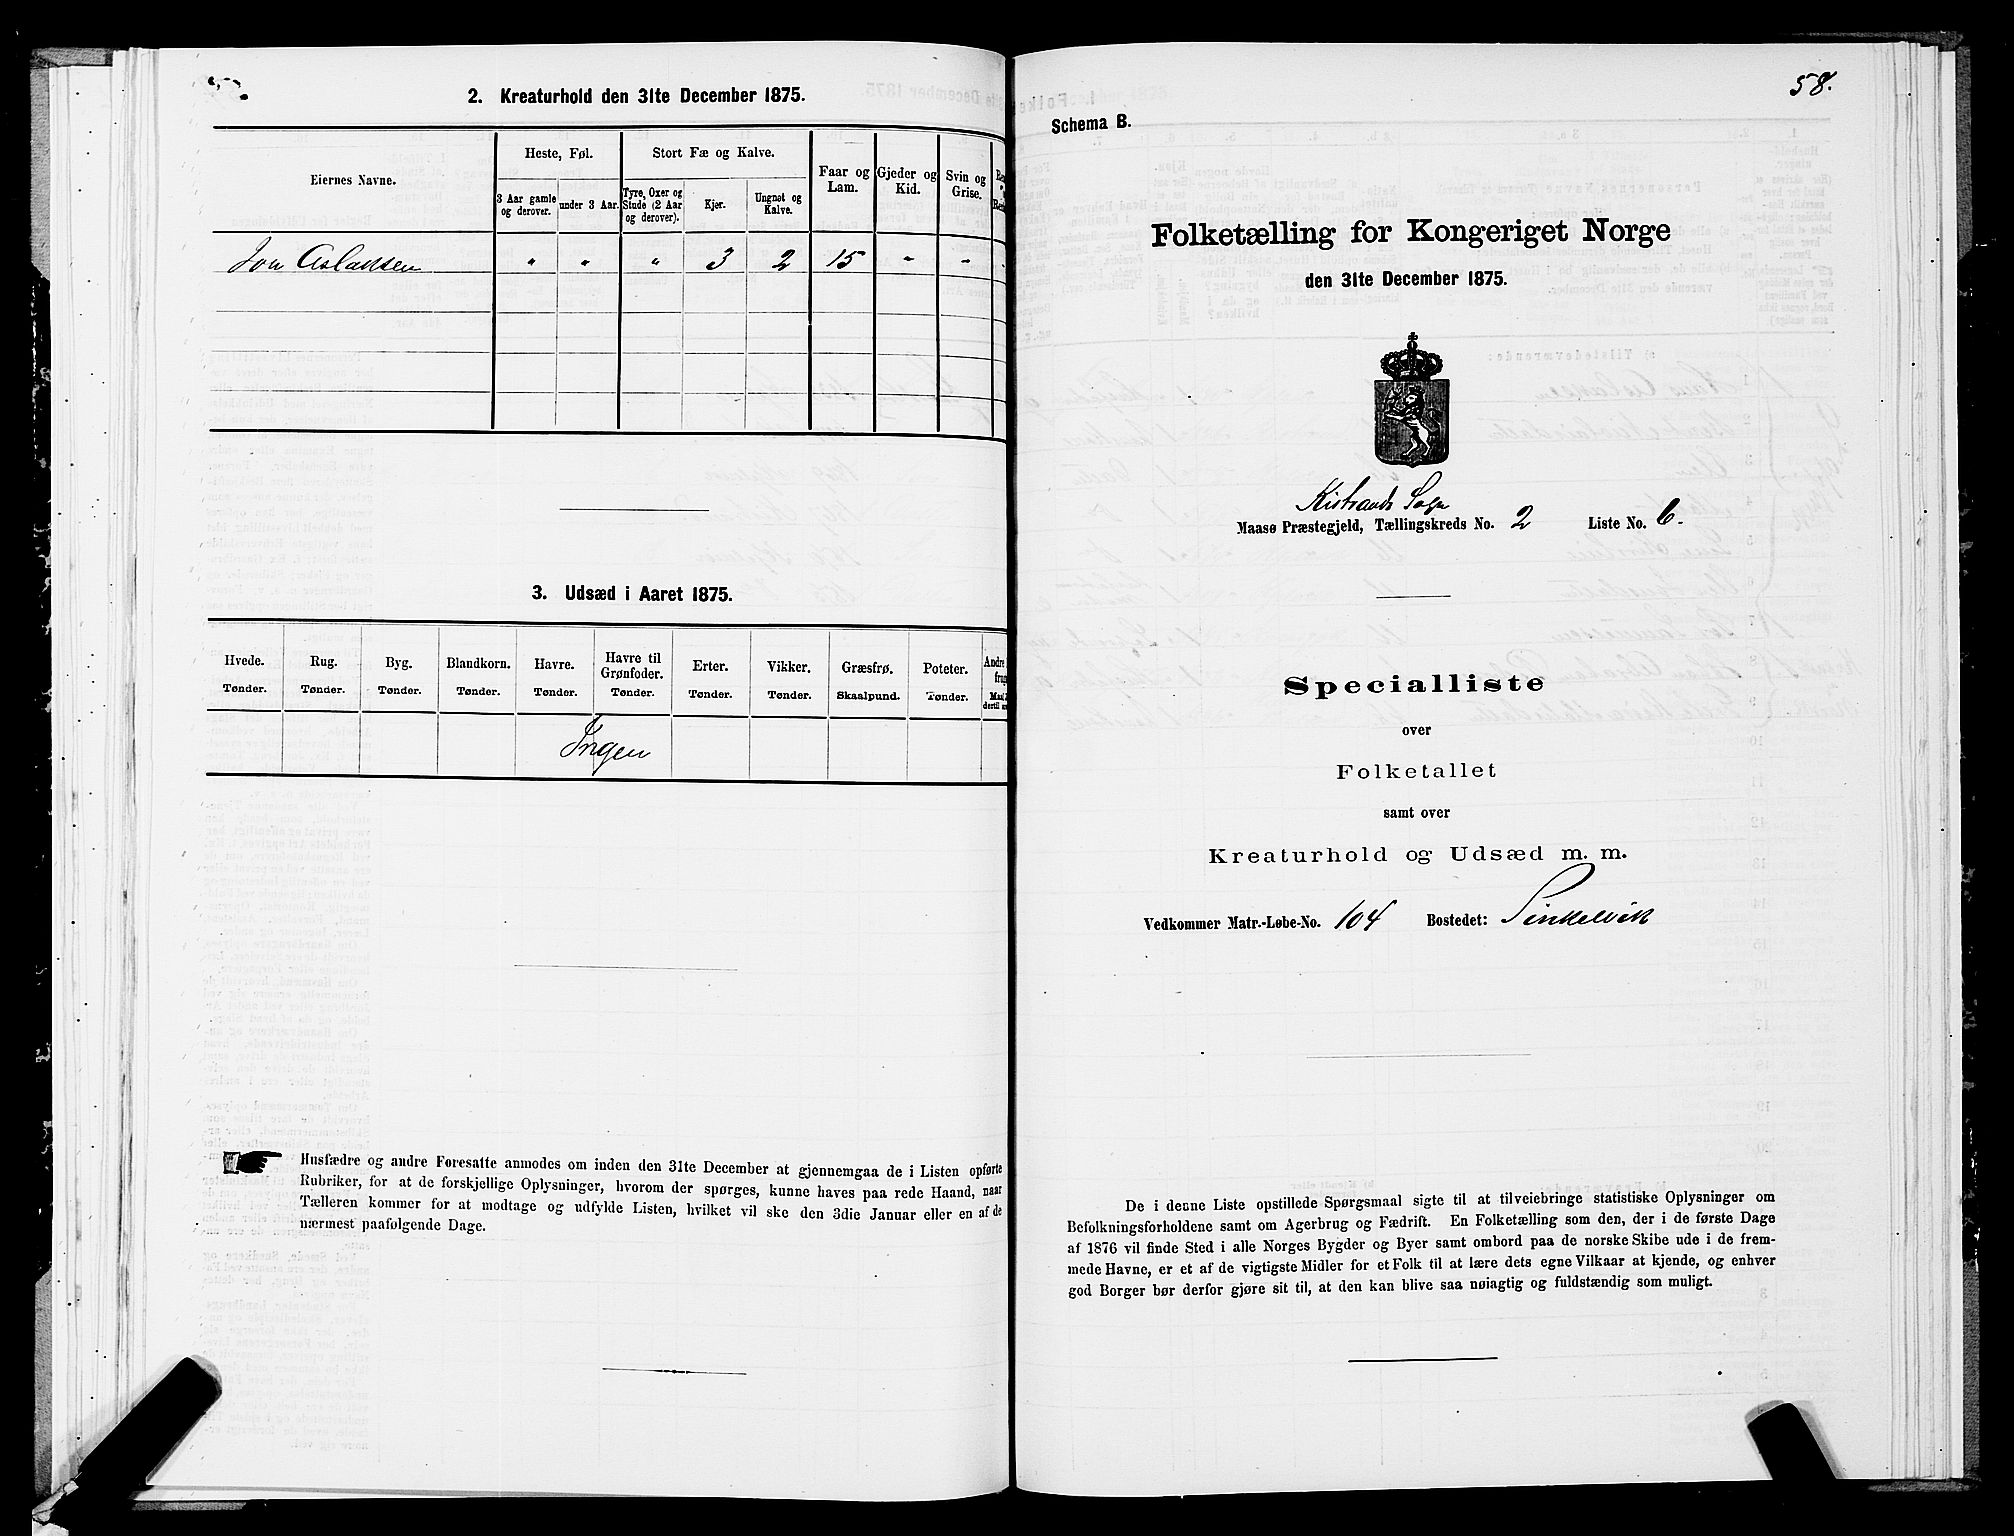 2. Kreaturhold den 31te December 1875.
Eiernes Navne.
Heste, Føl.
Stort Fæ og Kalve.
Faar og Lam.
Gjeder og Kid.
Svin og Grise.
3 Aar gamle og derover.
under 3 Aar.
Tyre, Oxer og Stude (2 Aar og derover).
Kjør.
Ungnøt og Kalve.
Jon Aslaksen " " " 3 2 15 " "
3. Udsæd i Aaret 1875.
Hvede. Tønder.
Rug. Tønder.
Byg. Tønder.
Blandkorn. Tønder.
Havre. Tønder.
Havre til Grønfoder. Tønder.
Erter. Tønder.
Vikker. Tønder.
Græsfrø. Skaalpund.
Poteter. Tønder.
Andre
Ingen
Husfædre og andre Foresatte anmodes om inden den 31te December at gjennemgaa de i Listen opførte
Rubriker, for at de forskjellige Oplysninger, hvorom der spørges, kunne haves paa rede Haand, naar
Tælleren kommer for at modtage og udfylde Listen, hvilket vil ske den 3die Januar eller en af de
nærmest paafølgende Dage.
58.
Schema B.
Folketælling for Kongeriget Norge
den 31te December 1875.
Kistrands Sogn
Maasø Præstegjeld, Tællingskreds No. 2 Liste No. 6.
Specialliste
over
Folketallet
samt over
Kreaturhold og Udsæd m. m.
Vedkommer Matr.-Løbe-No. 104 Bostedet: Sinkelvik
De i denne Liste opstillede Spørgsmaal sigte til at tilveiebringe statistiske Oplysninger om
Befolkningsforholdene samt om Agerbrug og Fædrift. En Folketælling som den, der i de første Dage
af 1876 vil finde Sted i alle Norges Bygder og Byer samt ombord paa de norske Skibe ude i de frem-
mede Havne, er et af de vigtigste Midler for et Folk til at lære dets egne Vilkaar at kjende, og enhver
god Borger bør derfor gjøre sit til, at den kan blive saa nøiagtig og fuldstændig som muligt.